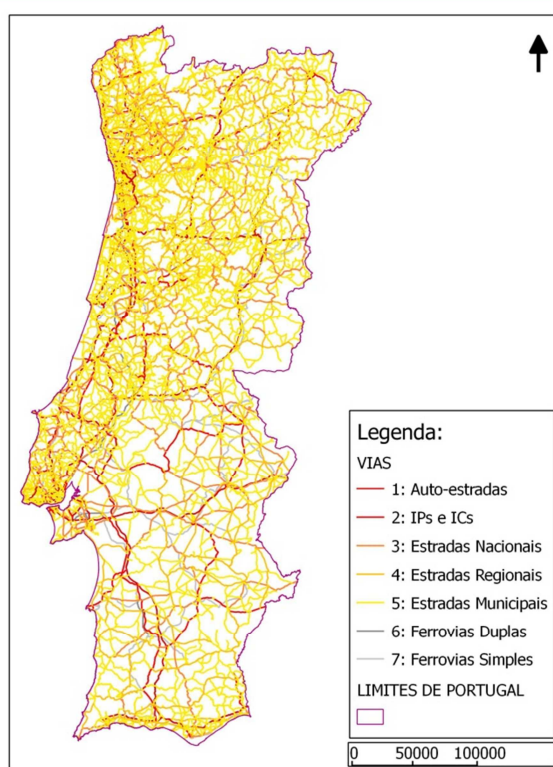 Legenda:
VIAS
1: Auto-estradas
2: IPs e ICs
3: Estradas Nacionais
4: Estradas Regionais
5: Estradas Municipais
6: Ferrovias Duplas
7: Ferrovias Simples
LIMITES DE PORTUGAL
0 50000 100000